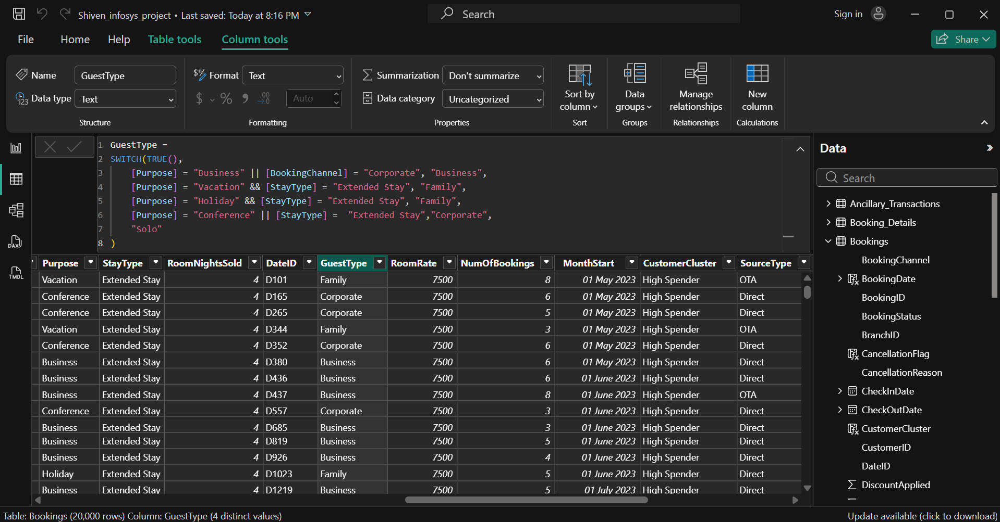 Shiven_infosys_project • Last saved: Today at 8:16 PM
Search
Sign in
File Home Help Table tools Column tools
Share
Name GuestType
Data type Text
Structure
$% Format Text
$ % , .00 Auto
Formatting
Summarization Don't summarize
Data category Uncategorized
Properties
Sort by
column
Sort
Data
groups
Groups
Manage
relationships
Relationships
New
column
Calculations
1 GuestType =
2 SWITCH(TRUE(),
3 [Purpose] = "Business" || [BookingChannel] = "Corporate", "Business",
4 [Purpose] = "Vacation" && [StayType] = "Extended Stay", "Family",
5 [Purpose] = "Holiday" && [StayType] = "Extended Stay", "Family",
6 [Purpose] = "Conference" || [StayType] =  "Extended Stay","Corporate",
7 "Solo"
8 )
DAX
TMDL
Purpose StayType RoomNightsSold DateID GuestType RoomRate NumOfBookings MonthStart CustomerCluster SourceType
Vacation Extended Stay 4 D101 Family 7500 8 01 May 2023 High Spender OTA
Conference Extended Stay 4 D165 Corporate 7500 6 01 May 2023 High Spender Direct
Conference Extended Stay 4 D265 Corporate 7500 5 01 May 2023 High Spender Direct
Vacation Extended Stay 4 D344 Family 7500 3 01 May 2023 High Spender OTA
Conference Extended Stay 4 D352 Corporate 7500 6 01 May 2023 High Spender Direct
Business Extended Stay 4 D380 Business 7500 6 01 May 2023 High Spender Direct
Business Extended Stay 4 D436 Business 7500 6 01 June 2023 High Spender Direct
Business Extended Stay 4 D437 Business 7500 8 01 June 2023 High Spender OTA
Conference Extended Stay 4 D557 Corporate 7500 3 01 June 2023 High Spender Direct
Business Extended Stay 4 D685 Business 7500 3 01 June 2023 High Spender Direct
Business Extended Stay 4 D819 Business 7500 5 01 June 2023 High Spender Direct
Business Extended Stay 4 D926 Business 7500 4 01 June 2023 High Spender Direct
Holiday Extended Stay 4 D1023 Family 7500 5 01 June 2023 High Spender Direct
Business Extended Stay 4 D1219 Business 7500 5 01 July 2023 High Spender Direct
Data
Search
Ancillary_Transactions
Booking_Details
Bookings
BookingChannel
BookingDate
BookingID
BookingStatus
BranchID
CancellationFlag
CancellationReason
CheckInDate
CheckOutDate
CustomerCluster
CustomerID
DateID
DiscountApplied
Table: Bookings (20,000 rows) Column: GuestType (4 distinct values)
Update available (click to download)